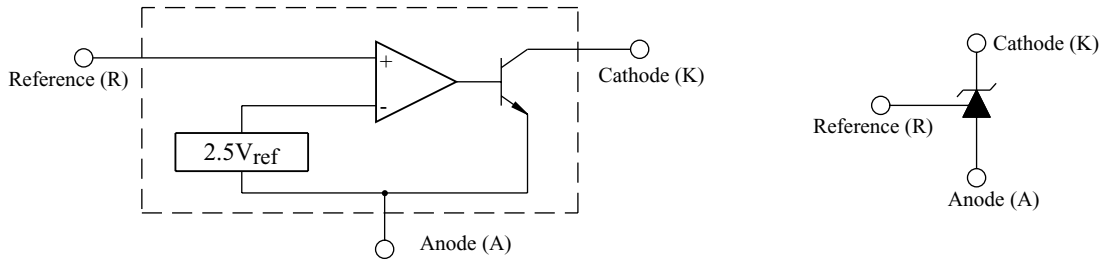 Reference (R)
+
-
2.5Vref
Cathode (K)
Anode (A)
Cathode (K)
Reference (R)
Anode (A)